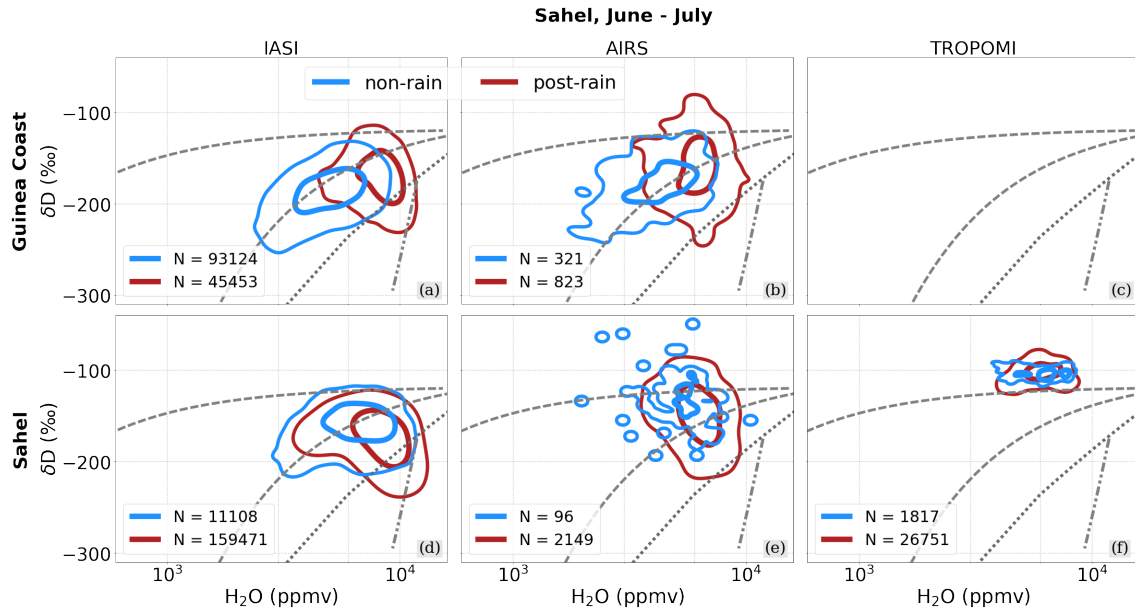 Sahel, June - July
IASI
AIRS
TROPOMI
non-rain
post-rain
Guinea Coast
δD (‰)
−100
−200
−300
N = 93124
N = 45453
(a)
N = 321
N = 823
(b)
(c)
Sahel
δD (‰)
−100
−200
−300
N = 11108
N = 159471
(d)
N = 96
N = 2149
(e)
N = 1817
N = 26751
(f)
10³
10⁴
10³
10⁴
10³
10⁴
H₂O (ppmv)
H₂O (ppmv)
H₂O (ppmv)